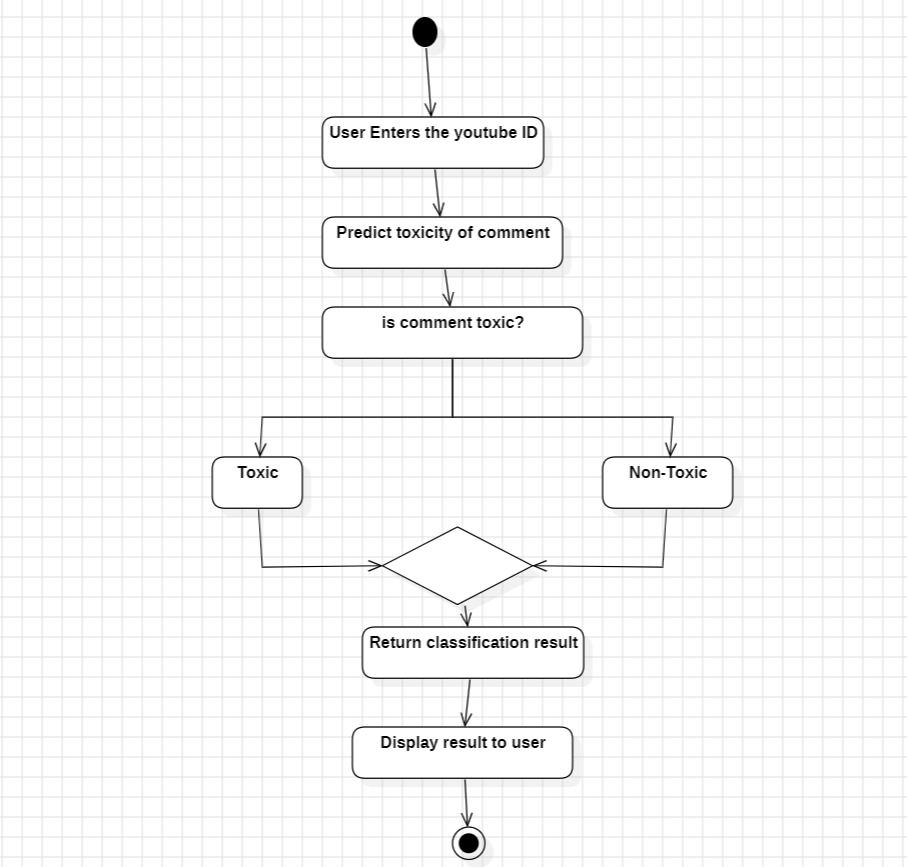 User Enters the youtube ID
Predict toxicity of comment
is comment toxic?
Toxic
Non-Toxic
Return classification result
Display result to user